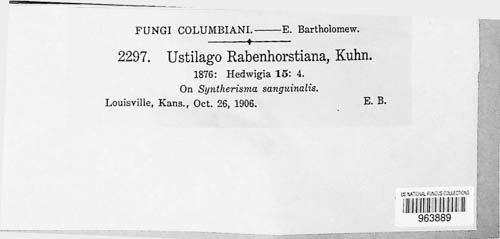 FUNGI COLUMBIANI.——E. Bartholomew.
2297. Ustilago Rabenhorstiana, Kuhn.
1876: Hedwigia 15: 4.
On Syntherisma sanguinalis.
Louisville, Kans., Oct. 26, 1906. E. B.
US NATIONAL FUNGUS COLLECTIONS
963889